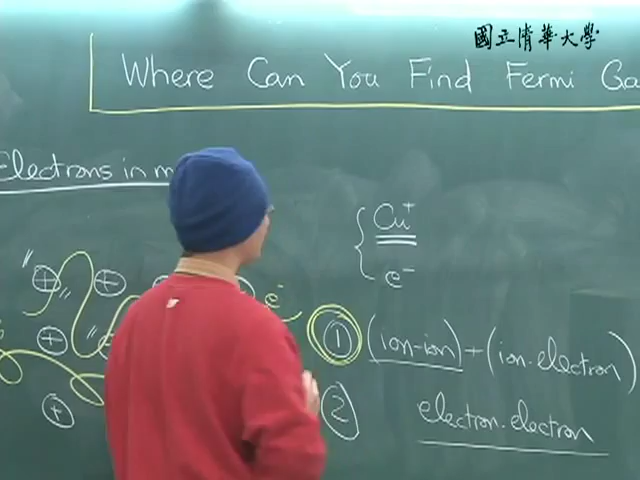 國立清華大學
Where Can You Find Fermi Ga
Electrons in m
Cu+
e-
e-
① (ion-ion) + (ion.electron)
② electron.electron